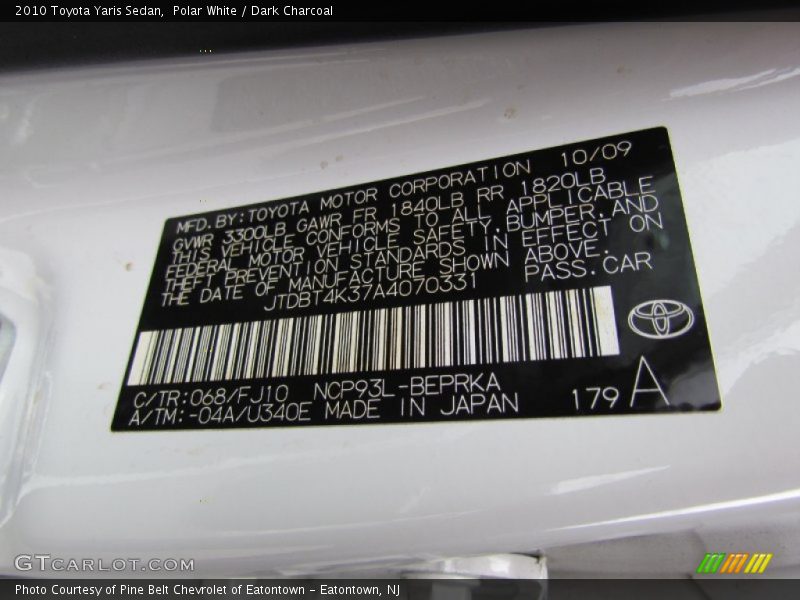 2010 Toyota Yaris Sedan,  Polar White / Dark Charcoal
MFD. BY: TOYOTA MOTOR CORPORATION 10/09
GVWR 3300LB GAWR FR 1840LB RR 1820LB
THIS VEHICLE CONFORMS TO ALL APPLICABLE
FEDERAL MOTOR VEHICLE SAFETY, BUMPER, AND
THEFT PREVENTION STANDARDS IN EFFECT ON
THE DATE OF MANUFACTURE SHOWN ABOVE.
JTDBT4K37A4070331 PASS. CAR
C/TR: 068/FJ10 NCP93L-BEPRKA
A/TM: -04A/U340E MADE IN JAPAN 179 A
GTCARLOT.COM
Photo Courtesy of Pine Belt Chevrolet of Eatontown - Eatontown, NJ